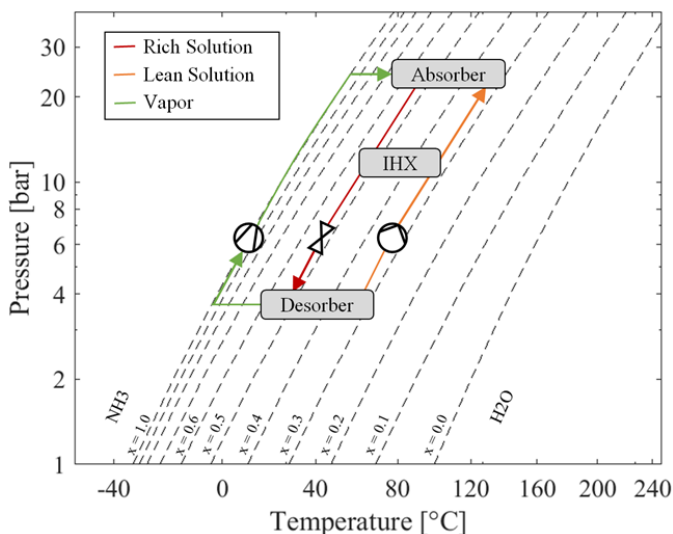 Rich Solution
Lean Solution
Vapor
Absorber
IHX
Desorber
Pressure [bar]
30
20
10
8
6
4
2
1
NH3
x = 1.0
x = 0.6
x = 0.5
x = 0.4
x = 0.3
x = 0.2
x = 0.1
x = 0.0
H2O
-40
0
40
80
120
160
200
240
Temperature [°C]